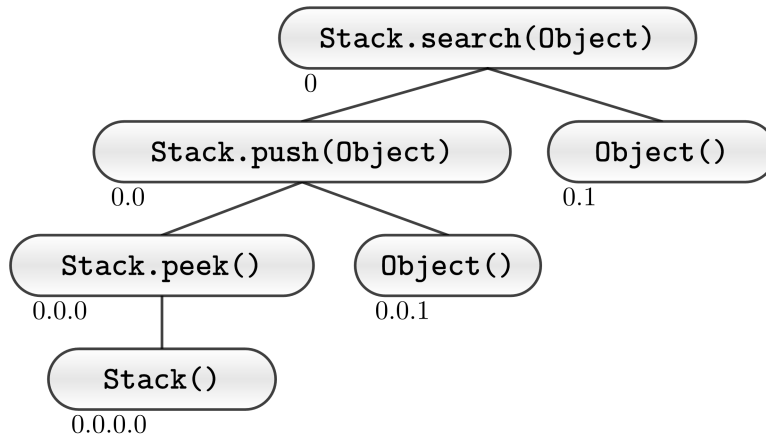 Stack.search(Object)
0
Stack.push(Object)
Object()
0.0
0.1
Stack.peek()
Object()
0.0.0
0.0.1
Stack()
0.0.0.0